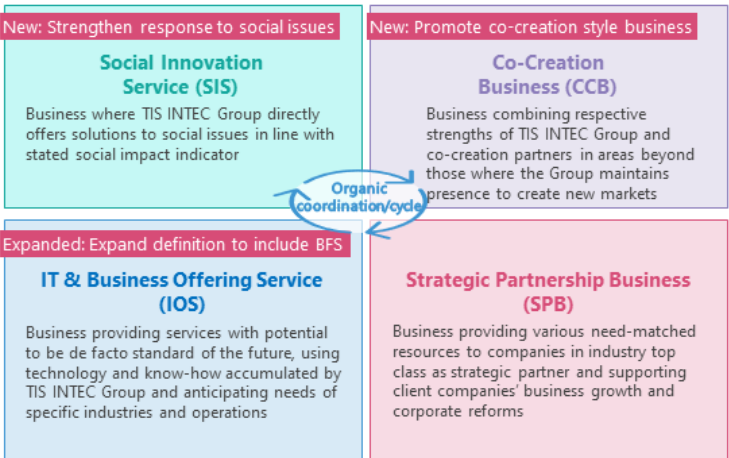 New: Strengthen response to social issues
Social Innovation
Service (SIS)
Business where TIS INTEC Group directly
offers solutions to social issues in line with
stated social impact indicator
New: Promote co-creation style business
Co-Creation
Business (CCB)
Business combining respective
strengths of TIS INTEC Group and
co-creation partners in areas beyond
those where the Group maintains
presence to create new markets
Organic
coordination/cycle
Expanded: Expand definition to include BFS
IT & Business Offering Service
(IOS)
Business providing services with potential
to be de facto standard of the future, using
technology and know-how accumulated by
TIS INTEC Group and anticipating needs of
specific industries and operations
Strategic Partnership Business
(SPB)
Business providing various need-matched
resources to companies in industry top
class as strategic partner and supporting
client companies' business growth and
corporate reforms